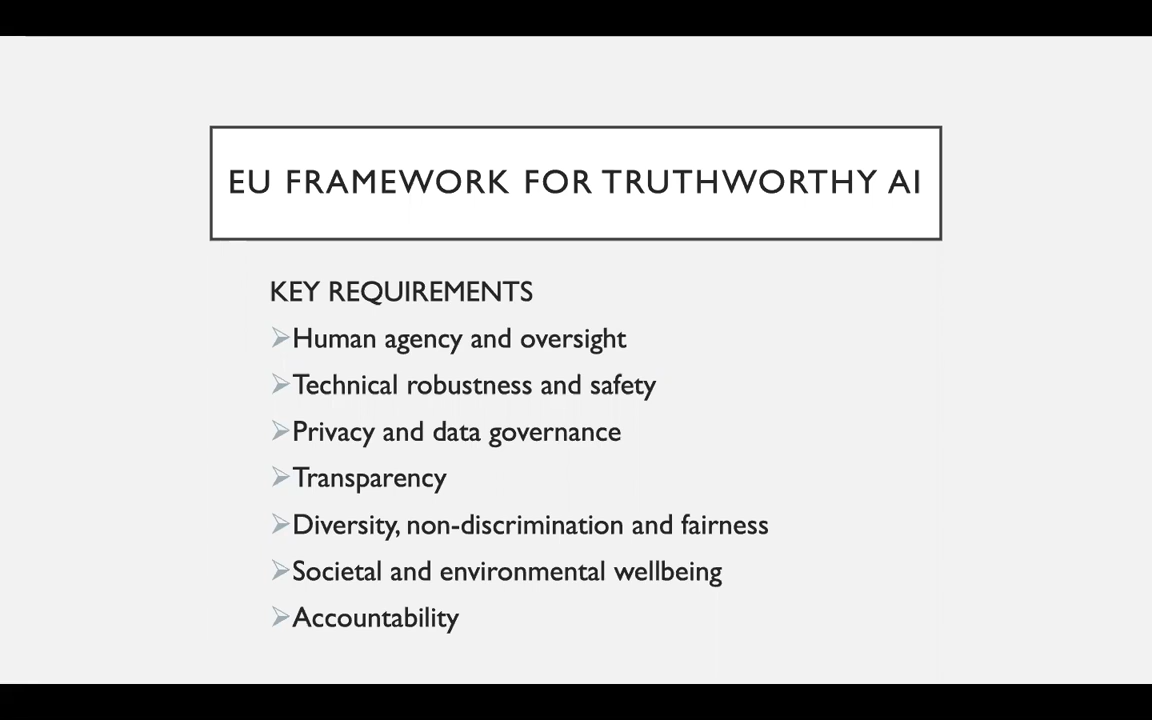 EU FRAMEWORK FOR TRUTHWORTHY AI
KEY REQUIREMENTS
Human agency and oversight
Technical robustness and safety
Privacy and data governance
Transparency
Diversity, non-discrimination and fairness
Societal and environmental wellbeing
Accountability